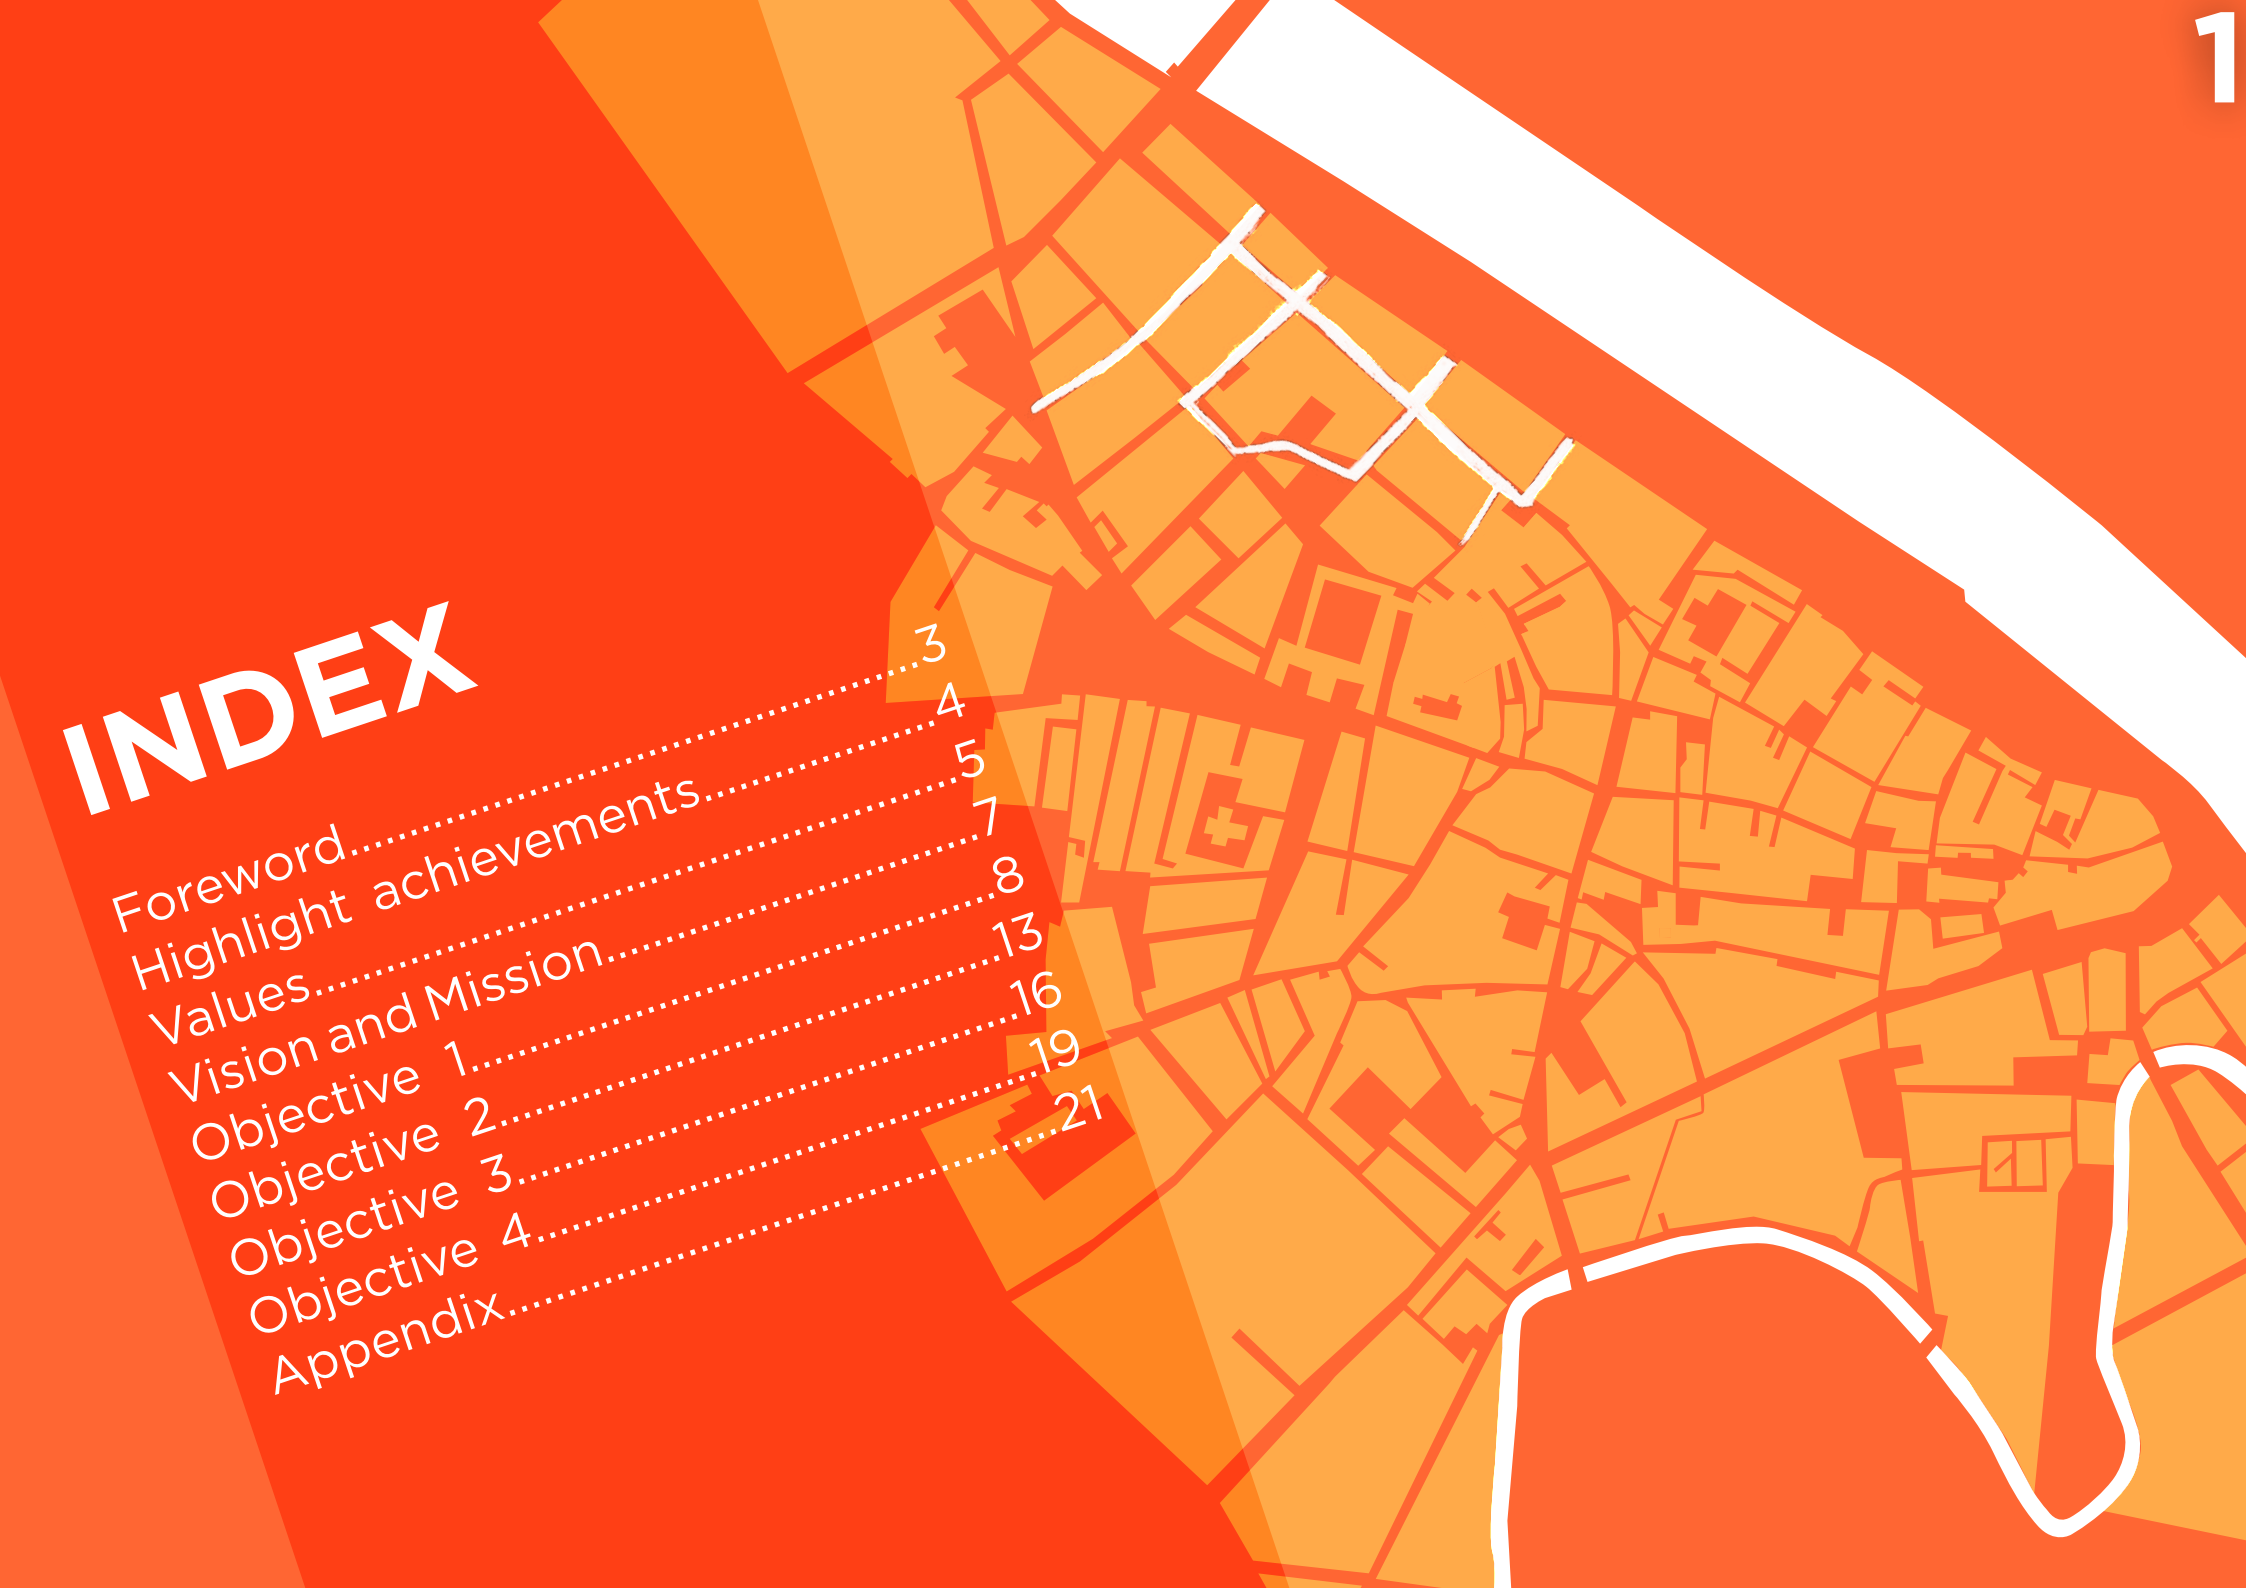 1
INDEX
Foreword..........3
Highlight achievements..........4
Values..........5
Vision and Mission..........7
Objective 1..........8
Objective 2..........13
Objective 3..........16
Objective 4..........19
Appendix..........21